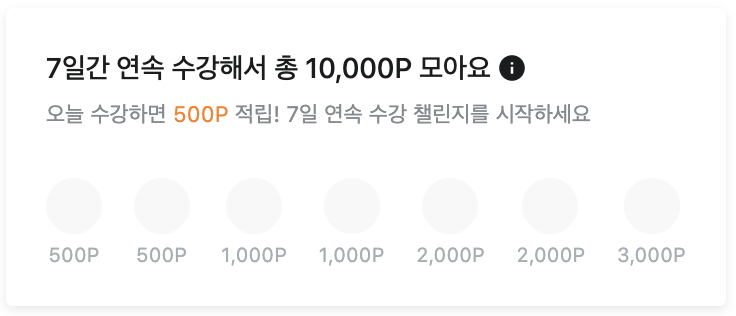 7일간 연속 수강해서 총 10,000P 모아요
오늘 수강하면 500P 적립! 7일 연속 수강 챌린지를 시작하세요
500P 500P 1,000P 1,000P 2,000P 2,000P 3,000P